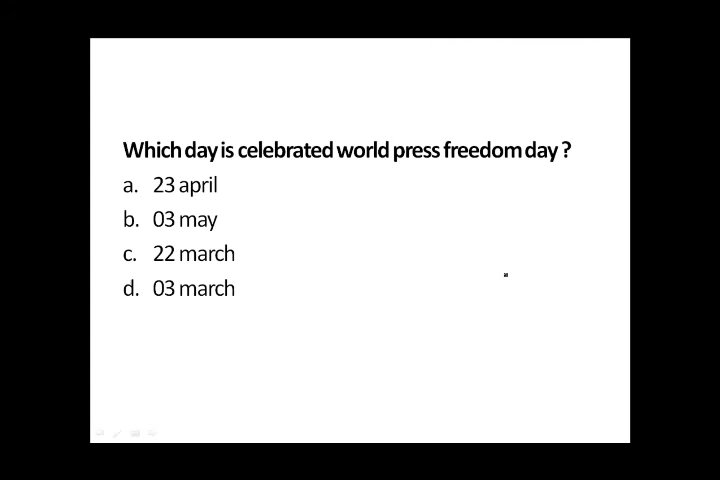 Which day is celebrated world press freedom day ?
a. 23 april
b. 03 may
c. 22 march
d. 03 march